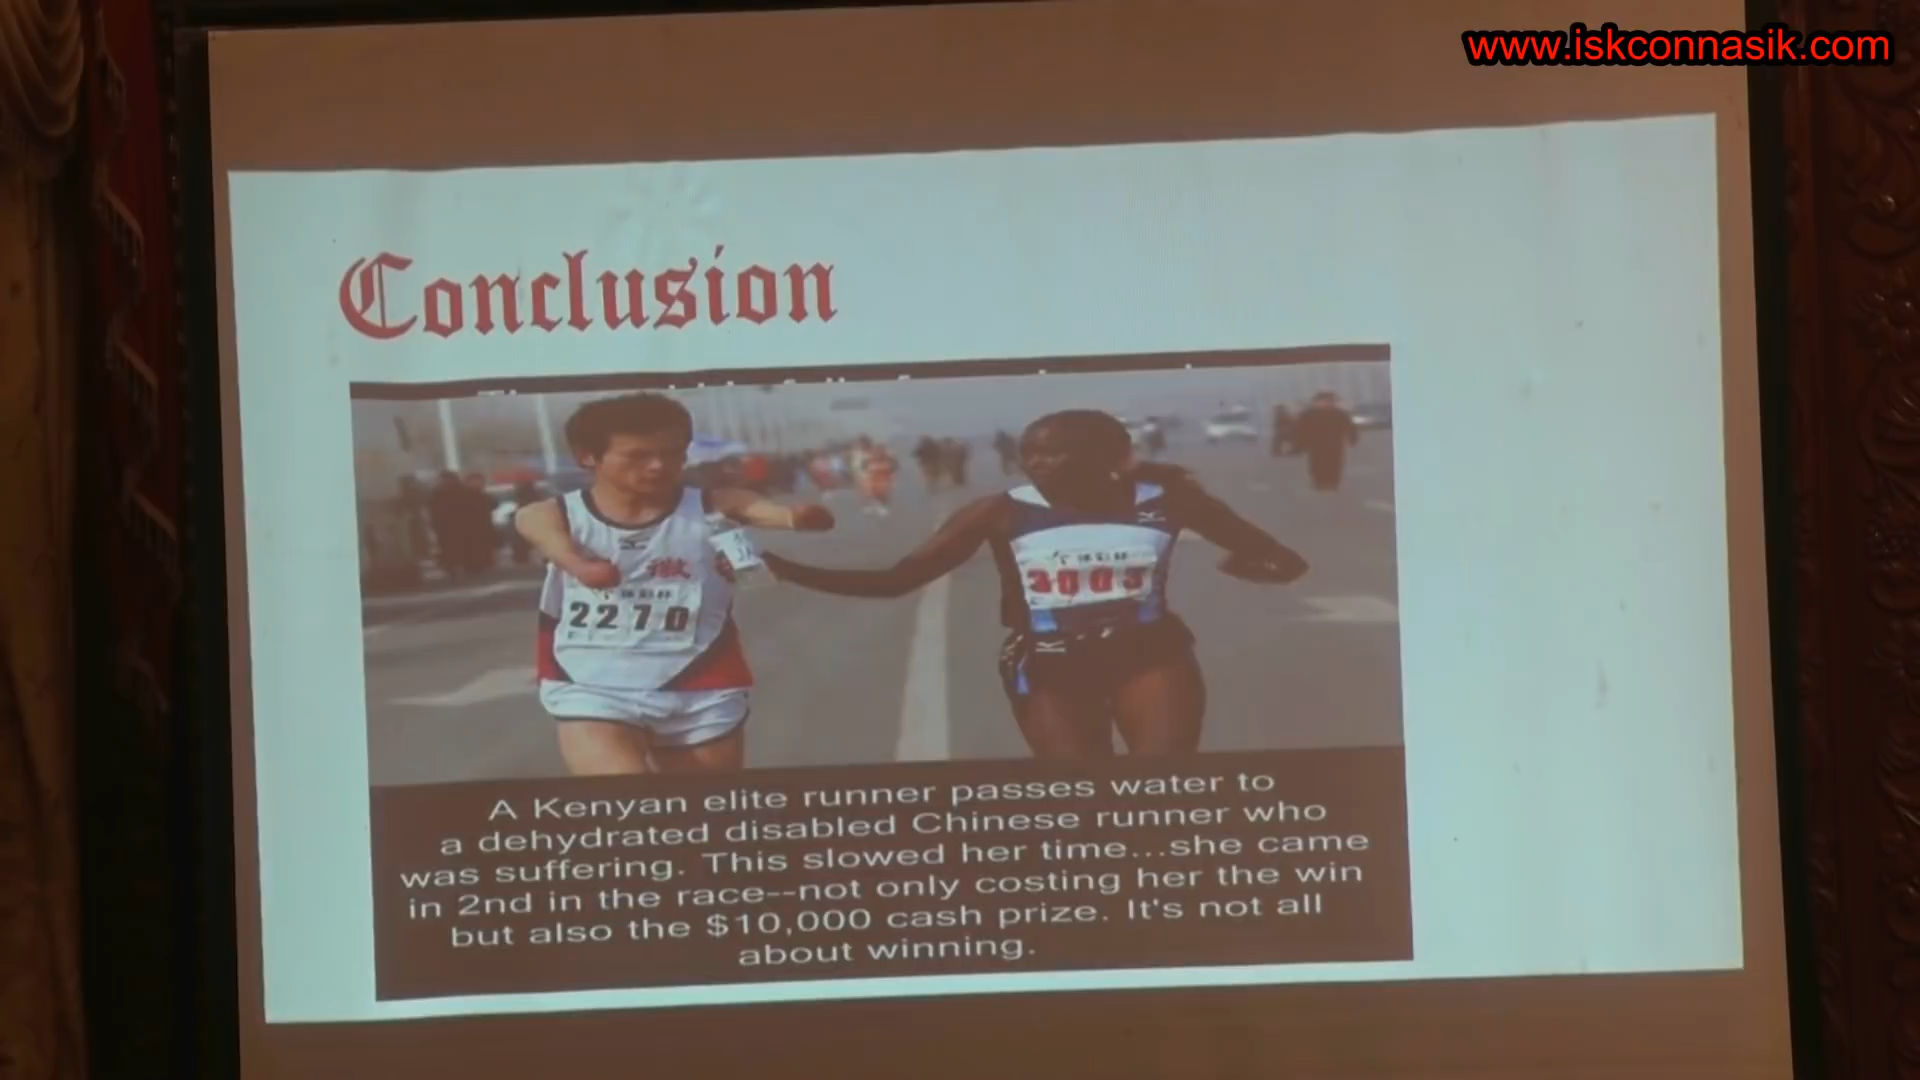 www.iskconnasik.com
Conclusion
2270
3003
A Kenyan elite runner passes water to
a dehydrated disabled Chinese runner who
was suffering. This slowed her time...she came
in 2nd in the race--not only costing her the win
but also the $10,000 cash prize. It's not all
about winning.